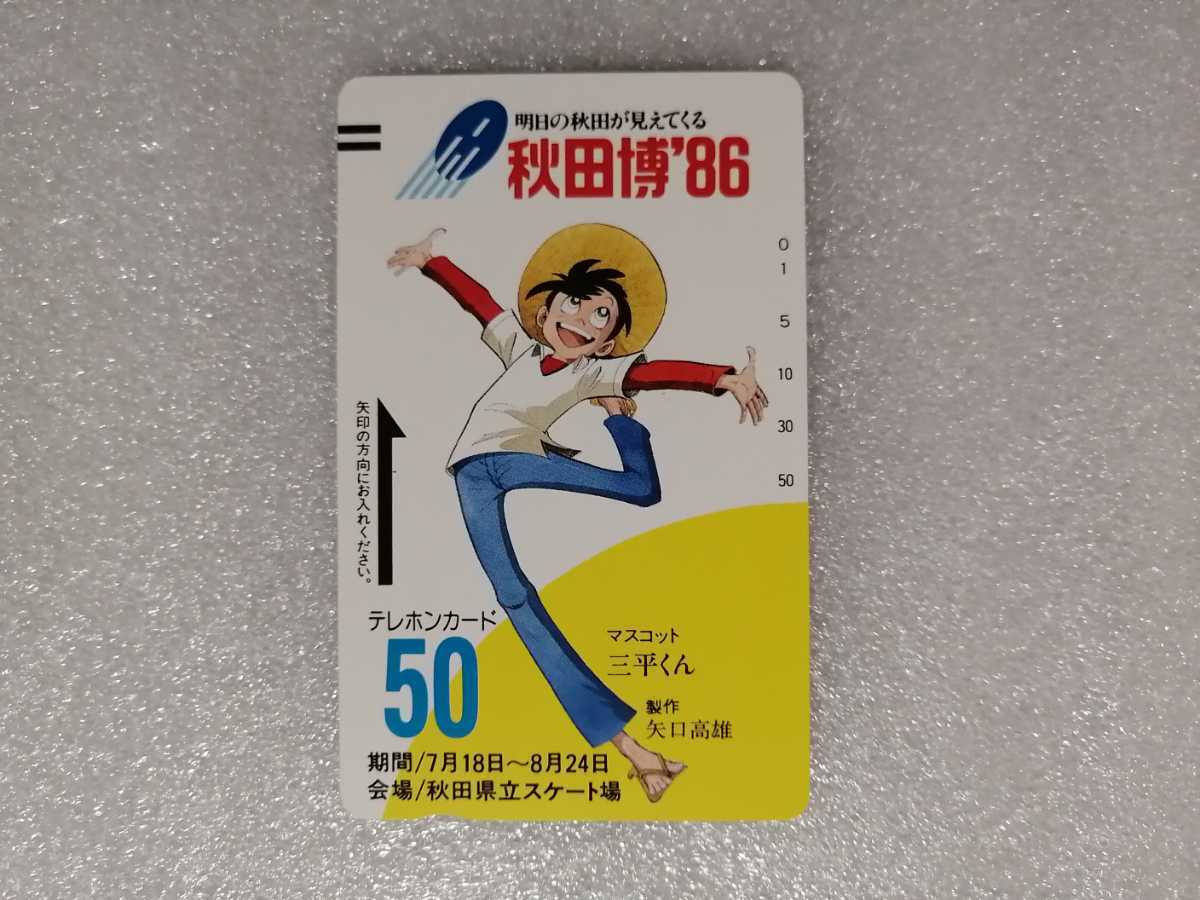 明日の秋田が見えてくる
秋田博'86
0
1
5
10
30
50
矢印の方向にお入れください。
テレホンカード
50
マスコット
三平くん
製作
矢口高雄
期間/7月18日〜8月24日
会場/秋田県立スケート場